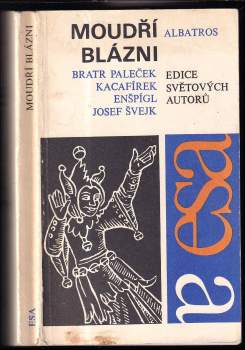 MOUDŘÍ BLÁZNI
ESA
MOUDŘÍ ALBATROS
BLÁZNI
BRATR PALEČEK EDICE
KACAFÍREK SVĚTOVÝCH
ENŠPÍGL AUTORŮ
JOSEF ŠVEJK
esa
a